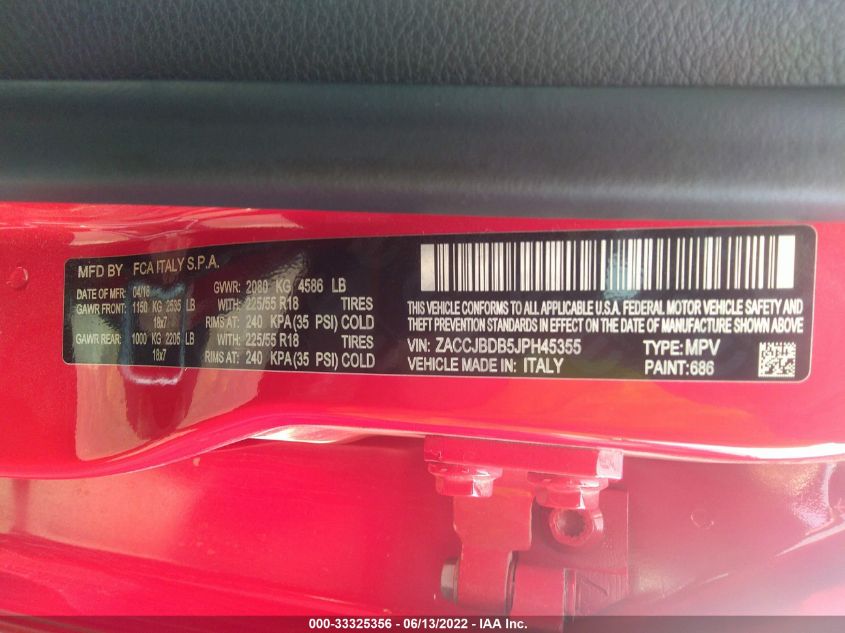 MFD BY FCA ITALY S.P.A.
DATE OF MFR: 04/18 GVWR: 2080 KG 4586 LB
GAWR FRONT: 1150 KG 2535 LB WITH: 225/55 R18 TIRES
18x7 RIMS AT: 240 KPA(35 PSI) COLD
GAWR REAR: 1000 KG 2205 LB WITH: 225/55 R18 TIRES
18x7 RIMS AT: 240 KPA(35 PSI) COLD
THIS VEHICLE CONFORMS TO ALL APPLICABLE U.S.A. FEDERAL MOTOR VEHICLE SAFETY AND
THEFT PREVENTION STANDARDS IN EFFECT ON THE DATE OF MANUFACTURE SHOWN ABOVE
VIN: ZACCJBDB5JPH45355 TYPE: MPV
VEHICLE MADE IN: ITALY PAINT: 686
000-33325356 - 06/13/2022 - IAA Inc.